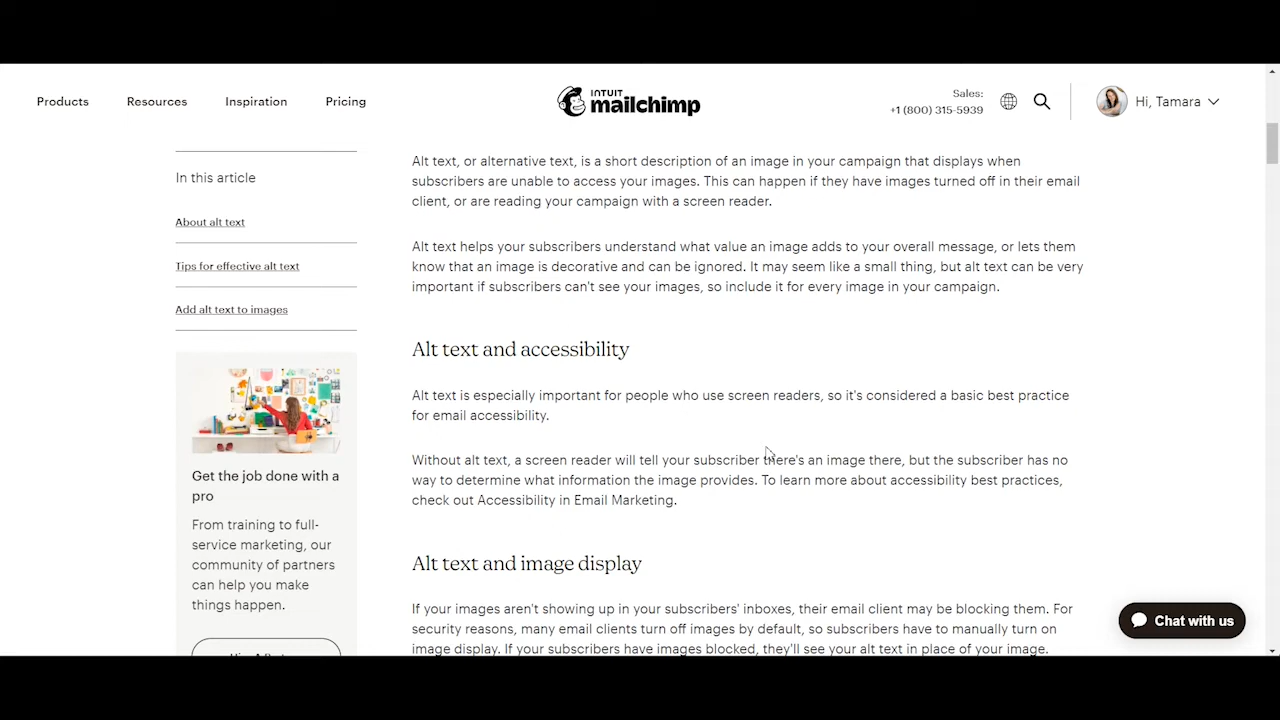 Products
Resources
Inspiration
Pricing
INTUIT
mailchimp
Sales:
+1 (800) 315-5939
Hi, Tamara
In this article
About alt text
Tips for effective alt text
Add alt text to images
Get the job done with a
pro
From training to full-
service marketing, our
community of partners
can help you make
things happen.
Alt text, or alternative text, is a short description of an image in your campaign that displays when
subscribers are unable to access your images. This can happen if they have images turned off in their email
client, or are reading your campaign with a screen reader.
Alt text helps your subscribers understand what value an image adds to your overall message, or lets them
know that an image is decorative and can be ignored. It may seem like a small thing, but alt text can be very
important if subscribers can't see your images, so include it for every image in your campaign.
Alt text and accessibility
Alt text is especially important for people who use screen readers, so it's considered a basic best practice
for email accessibility.
Without alt text, a screen reader will tell your subscriber there's an image there, but the subscriber has no
way to determine what information the image provides. To learn more about accessibility best practices,
check out Accessibility in Email Marketing.
Alt text and image display
If your images aren't showing up in your subscribers' inboxes, their email client may be blocking them. For
security reasons, many email clients turn off images by default, so subscribers have to manually turn on
image display. If your subscribers have images blocked, they'll see your alt text in place of your image.
Chat with us